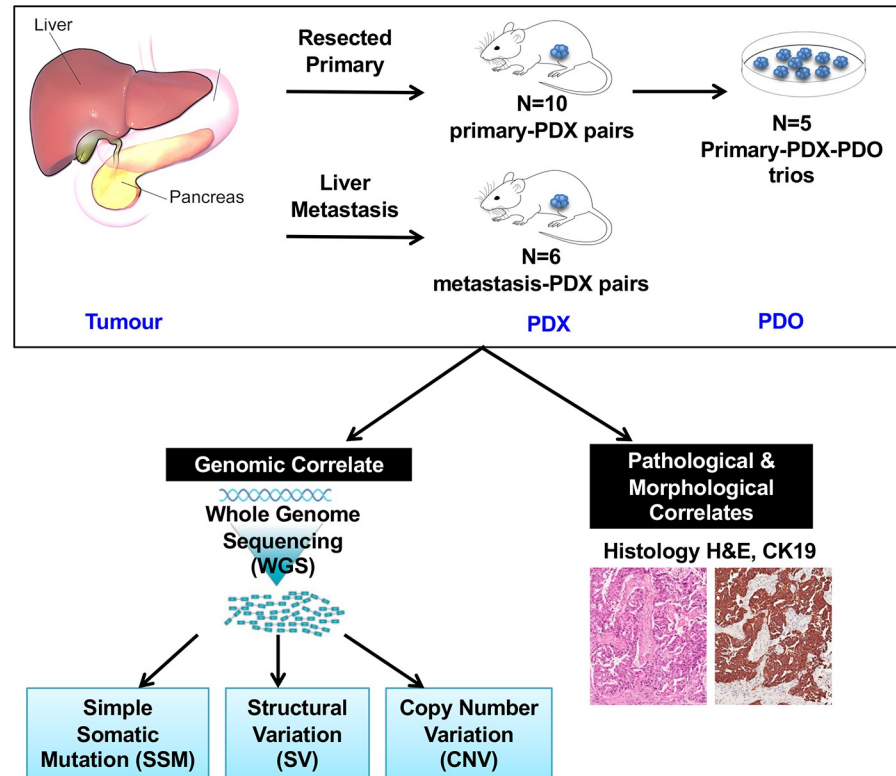 Liver
Pancreas
Resected
Primary
Liver
Metastasis
N=10
primary-PDX pairs
N=6
metastasis-PDX pairs
N=5
Primary-PDX-PDO
trios
Tumour
PDX
PDO
Genomic Correlate
Whole Genome
Sequencing
(WGS)
Simple
Somatic
Mutation (SSM)
Structural
Variation
(SV)
Copy Number
Variation
(CNV)
Pathological &
Morphological
Correlates
Histology H&E, CK19